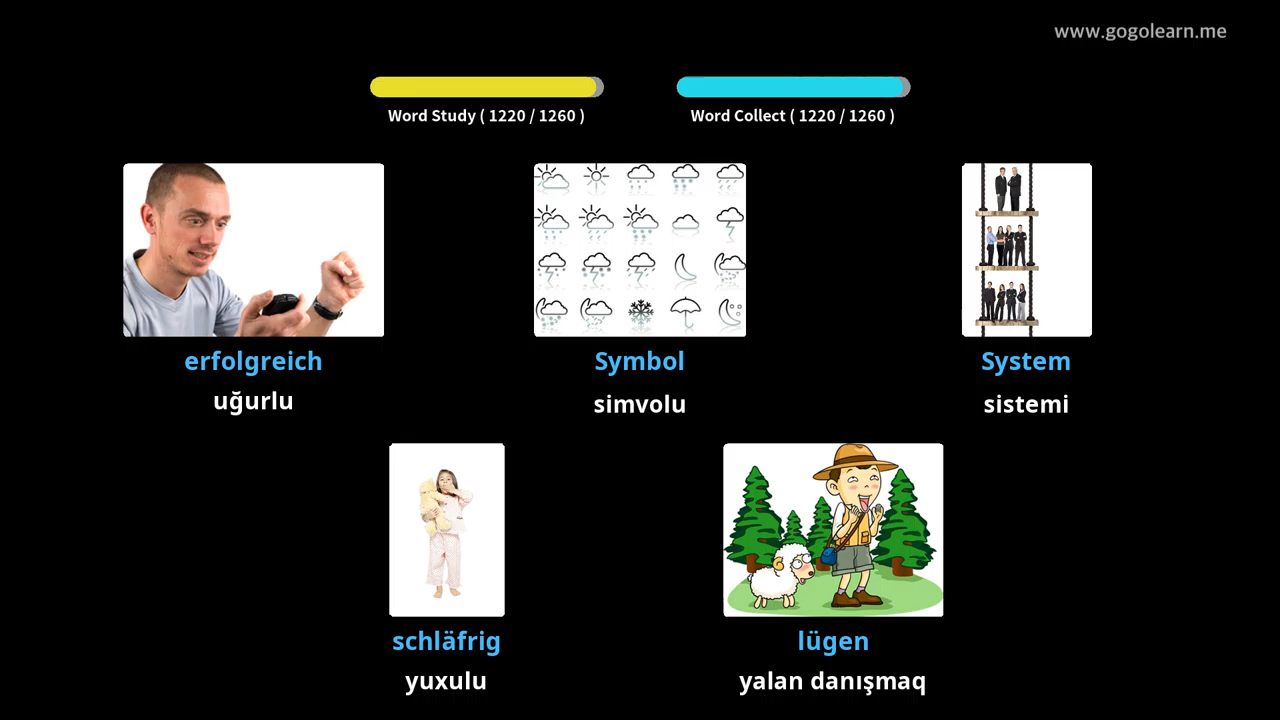 www.gogolearn.me
Word Study ( 1220 / 1260 )
Word Collect ( 1220 / 1260 )
erfolgreich
Symbol
System
uğurlu
simvolu
sistemi
schläfrig
lügen
yuxulu
yalan danışmaq